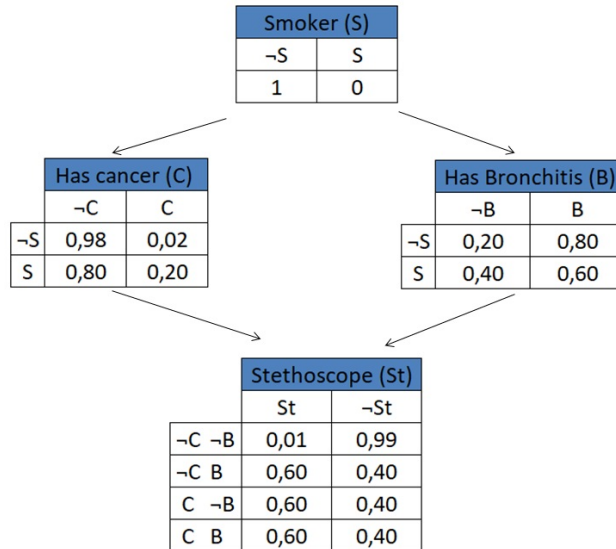 Smoker (S)
¬S S
1 0
Has cancer (C)
¬C C
¬S 0,98 0,02
S 0,80 0,20
Has Bronchitis (B)
¬B B
¬S 0,20 0,80
S 0,40 0,60
Stethoscope (St)
St ¬St
¬C ¬B 0,01 0,99
¬C B 0,60 0,40
C ¬B 0,60 0,40
C B 0,60 0,40